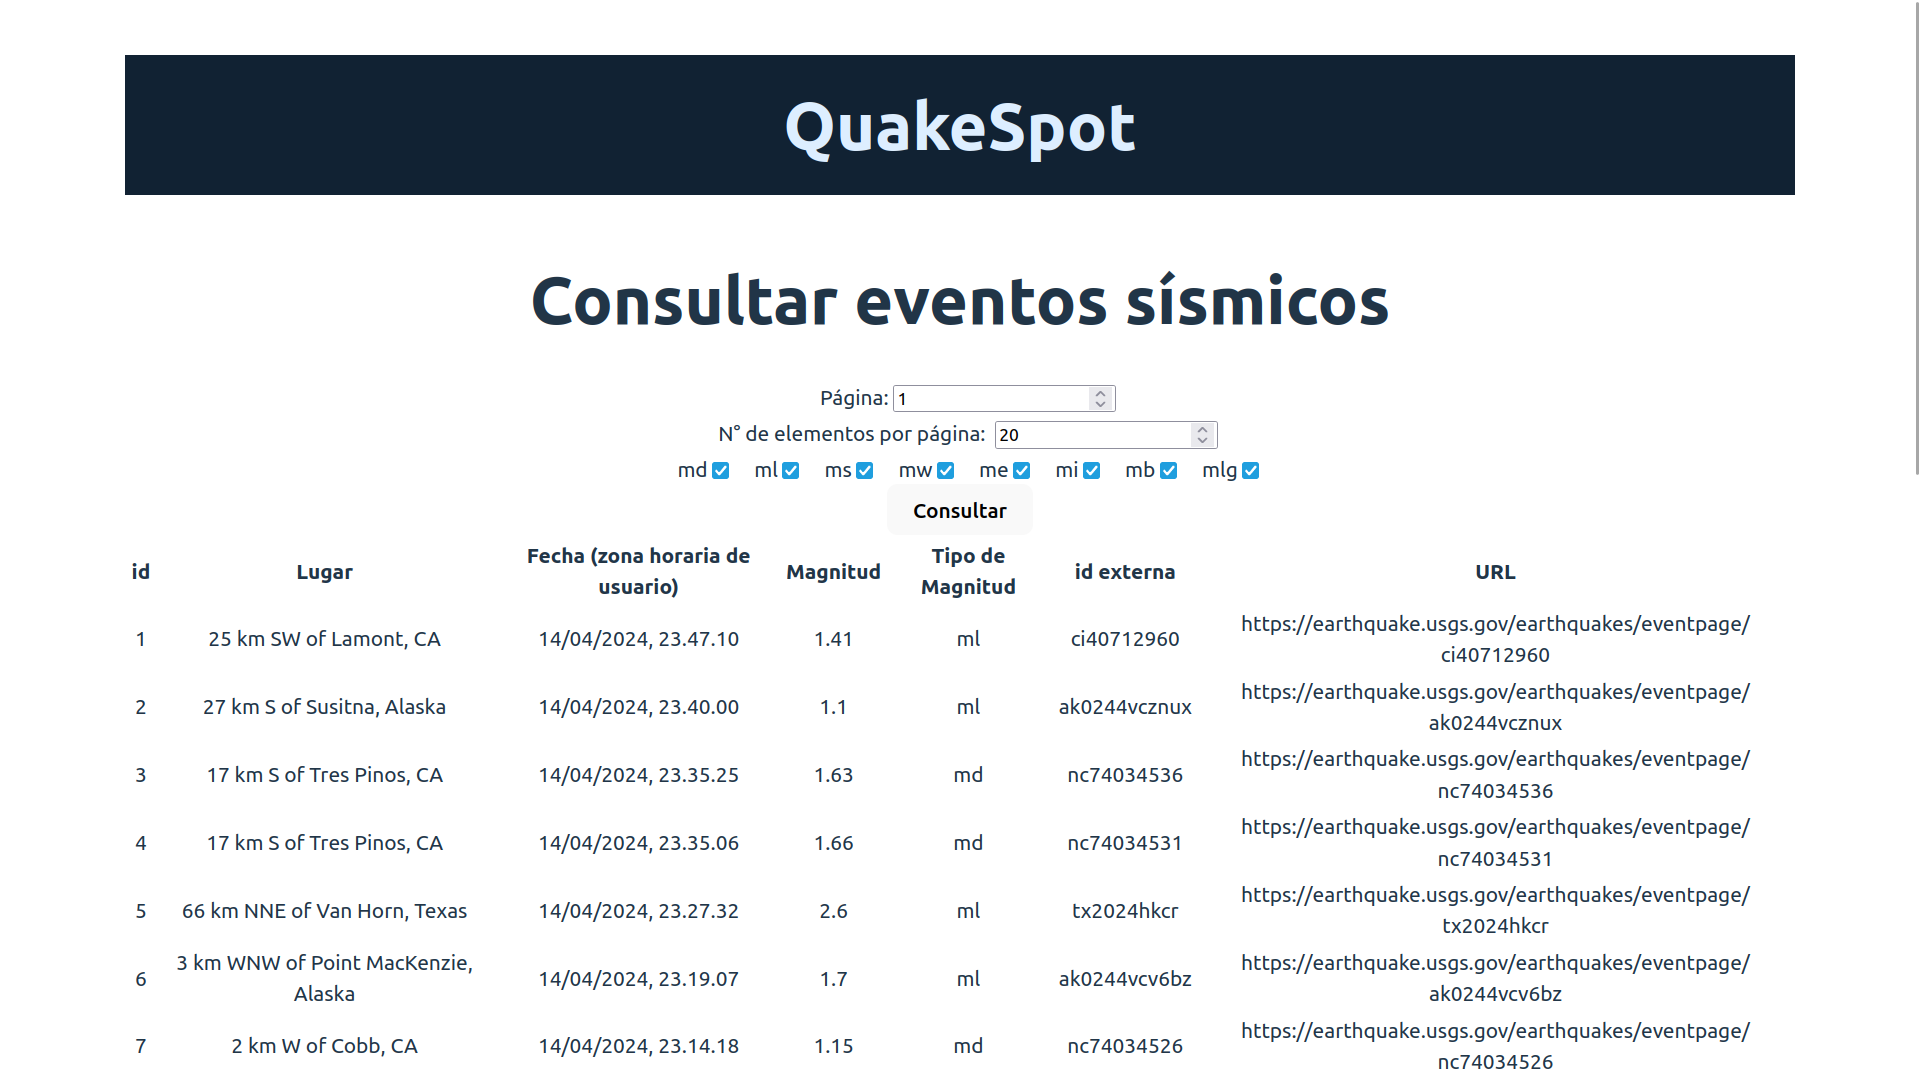 QuakeSpot
Consultar eventos sísmicos
Página: 1
N° de elementos por página: 20
md ml ms mw me mi mb mlg
Consultar
id Lugar Fecha (zona horaria de usuario) Magnitud Tipo de Magnitud id externa URL
1 25 km SW of Lamont, CA 14/04/2024, 23.47.10 1.41 ml ci40712960 https://earthquake.usgs.gov/earthquakes/eventpage/
ci40712960
2 27 km S of Susitna, Alaska 14/04/2024, 23.40.00 1.1 ml ak0244vcznux https://earthquake.usgs.gov/earthquakes/eventpage/
ak0244vcznux
3 17 km S of Tres Pinos, CA 14/04/2024, 23.35.25 1.63 md nc74034536 https://earthquake.usgs.gov/earthquakes/eventpage/
nc74034536
4 17 km S of Tres Pinos, CA 14/04/2024, 23.35.06 1.66 md nc74034531 https://earthquake.usgs.gov/earthquakes/eventpage/
nc74034531
5 66 km NNE of Van Horn, Texas 14/04/2024, 23.27.32 2.6 ml tx2024hkcr https://earthquake.usgs.gov/earthquakes/eventpage/
tx2024hkcr
6 3 km WNW of Point MacKenzie, Alaska 14/04/2024, 23.19.07 1.7 ml ak0244vcv6bz https://earthquake.usgs.gov/earthquakes/eventpage/
ak0244vcv6bz
7 2 km W of Cobb, CA 14/04/2024, 23.14.18 1.15 md nc74034526 https://earthquake.usgs.gov/earthquakes/eventpage/
nc74034526